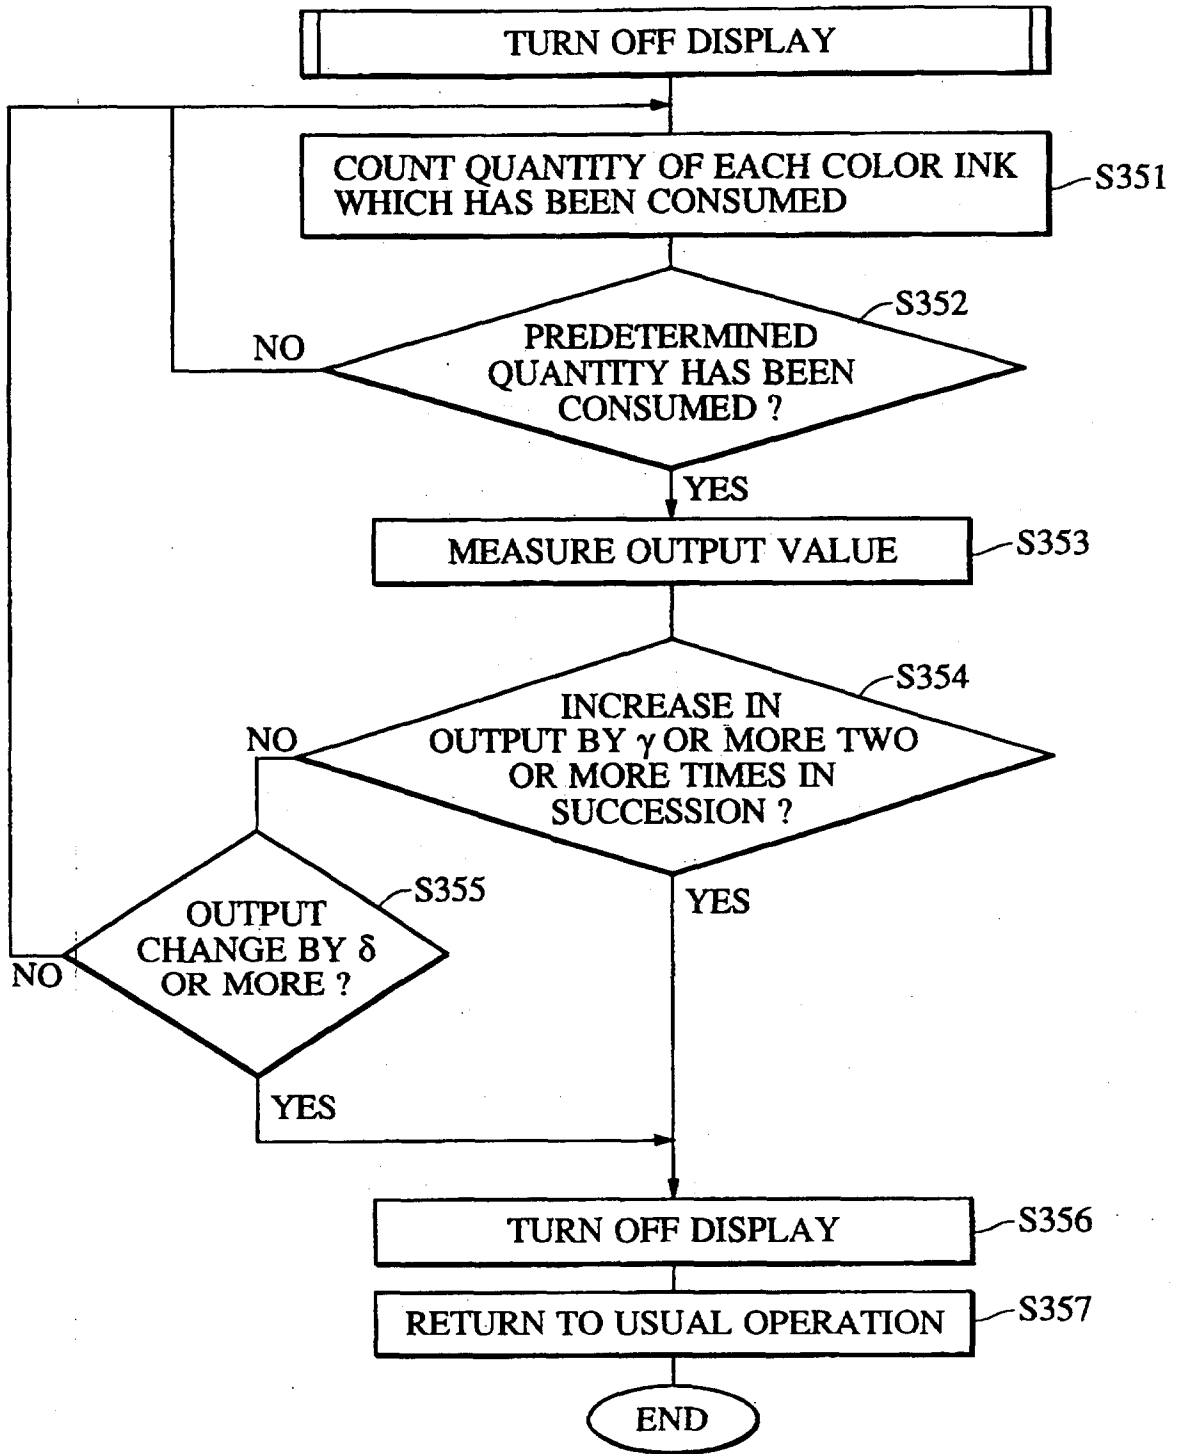 TURN OFF DISPLAY
COUNT QUANTITY OF EACH COLOR INK
WHICH HAS BEEN CONSUMED
S351
S352
PREDETERMINED
QUANTITY HAS BEEN
CONSUMED ?
NO
YES
MEASURE OUTPUT VALUE
S353
S354
INCREASE IN
OUTPUT BY γ OR MORE TWO
OR MORE TIMES IN
SUCCESSION ?
NO
YES
S355
OUTPUT
CHANGE BY δ
OR MORE ?
NO
YES
TURN OFF DISPLAY
S356
RETURN TO USUAL OPERATION
S357
END